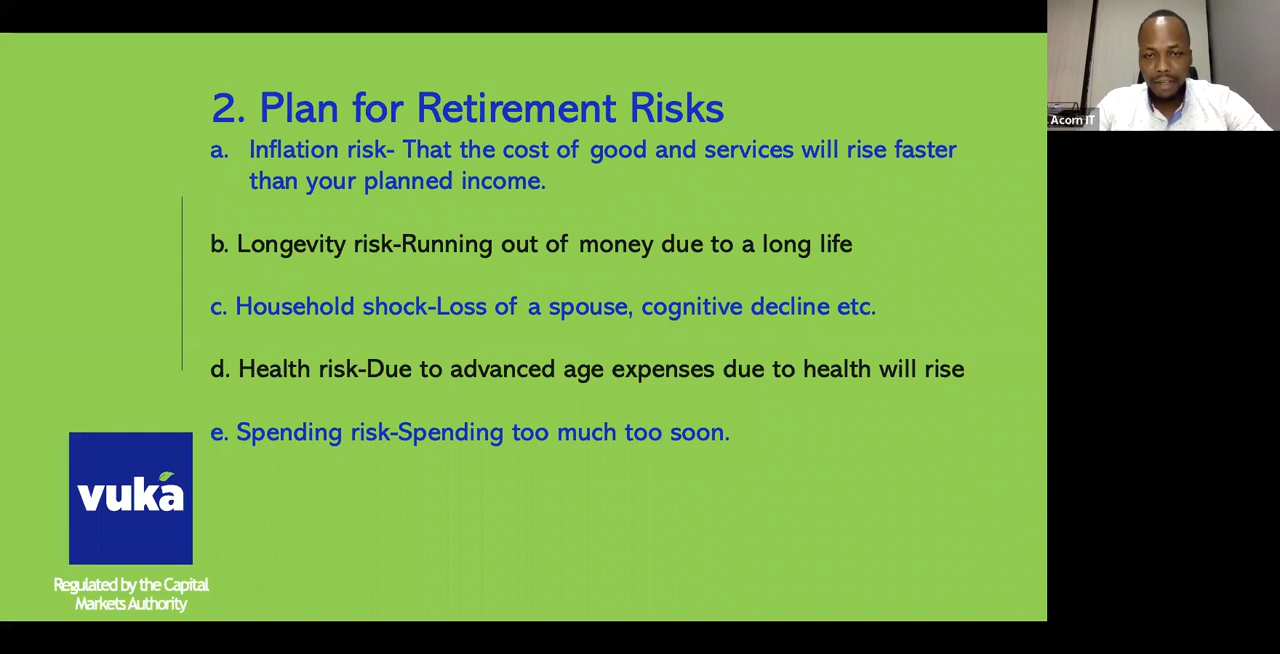 2. Plan for Retirement Risks
a. Inflation risk- That the cost of good and services will rise faster
than your planned income.
b. Longevity risk-Running out of money due to a long life
c. Household shock-Loss of a spouse, cognitive decline etc.
d. Health risk-Due to advanced age expenses due to health will rise
e. Spending risk-Spending too much too soon.
vuka
Regulated by the Capital
Markets Authority
Acorn IT